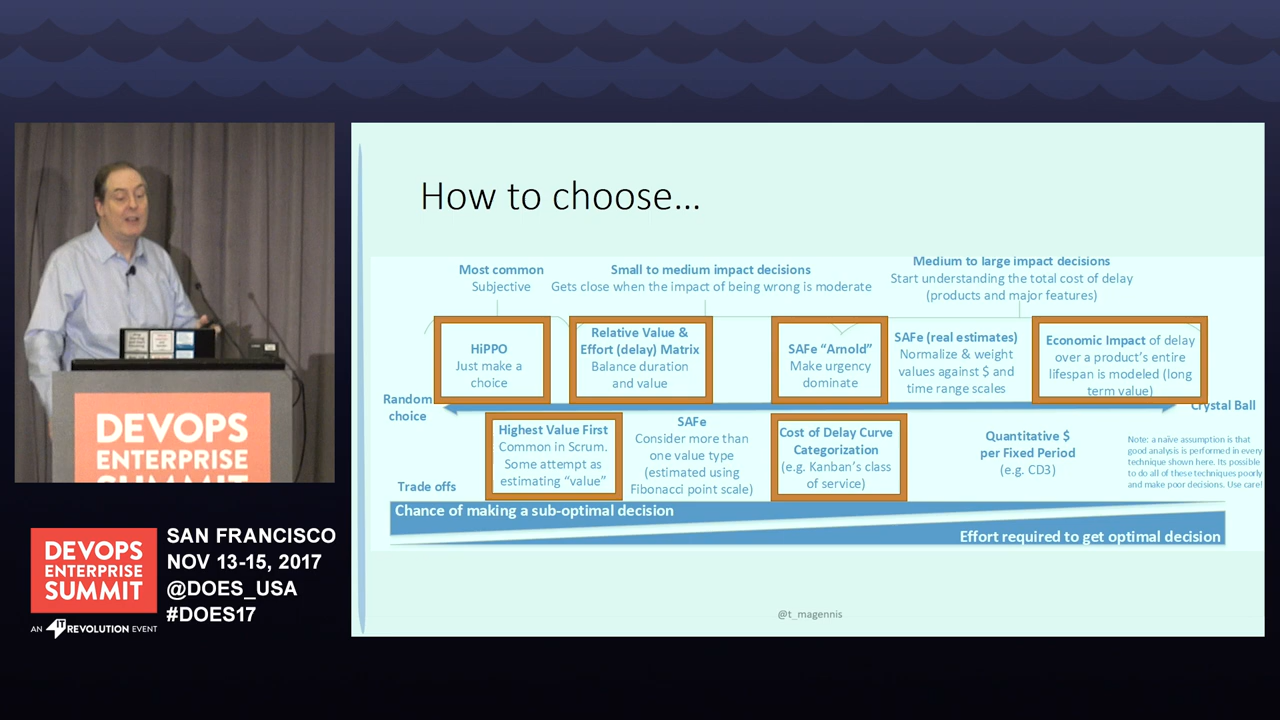 How to choose...
Most common
Subjective
Small to medium impact decisions
Gets close when the impact of being wrong is moderate
Medium to large impact decisions
Start understanding the total cost of delay
(products and major features)
HiPPO
Just make a
choice
Relative Value &
Effort (delay) Matrix
Balance duration
and value
SAFe “Arnold”
Make urgency
dominate
SAFe (real estimates)
Normalize & weight
values against $ and
time range scales
Economic Impact of delay
over a product’s entire
lifespan is modeled (long
term value)
Random
choice
Crystal Ball
Highest Value First
Common in Scrum.
Some attempt as
estimating “value”
SAFe
Consider more than
one value type
(estimated using
Fibonacci point scale)
Cost of Delay Curve
Categorization
(e.g. Kanban’s class
of service)
Quantitative $
per Fixed Period
(e.g. CD3)
Note: a naïve assumption is that
good analysis is performed in every
technique shown here. Its possible
to do all of these techniques poorly
and make poor decisions. Use care!
Trade offs
Chance of making a sub-optimal decision
Effort required to get optimal decision
@t_magennis
DEVOPS
ENTERPRISE
SUMMIT
DEVOPS
ENTERPRISE
SUMMIT
AN IT REVOLUTION EVENT
SAN FRANCISCO
NOV 13-15, 2017
@DOES_USA
#DOES17